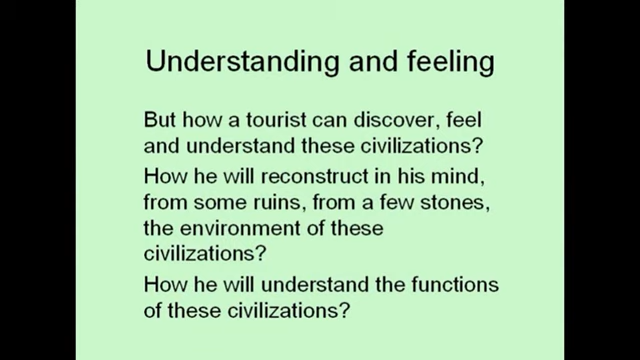 Understanding and feeling
But how a tourist can discover, feel
and understand these civilizations?
How he will reconstruct in his mind,
from some ruins, from a few stones,
the environment of these
civilizations?
How he will understand the functions
of these civilizations?